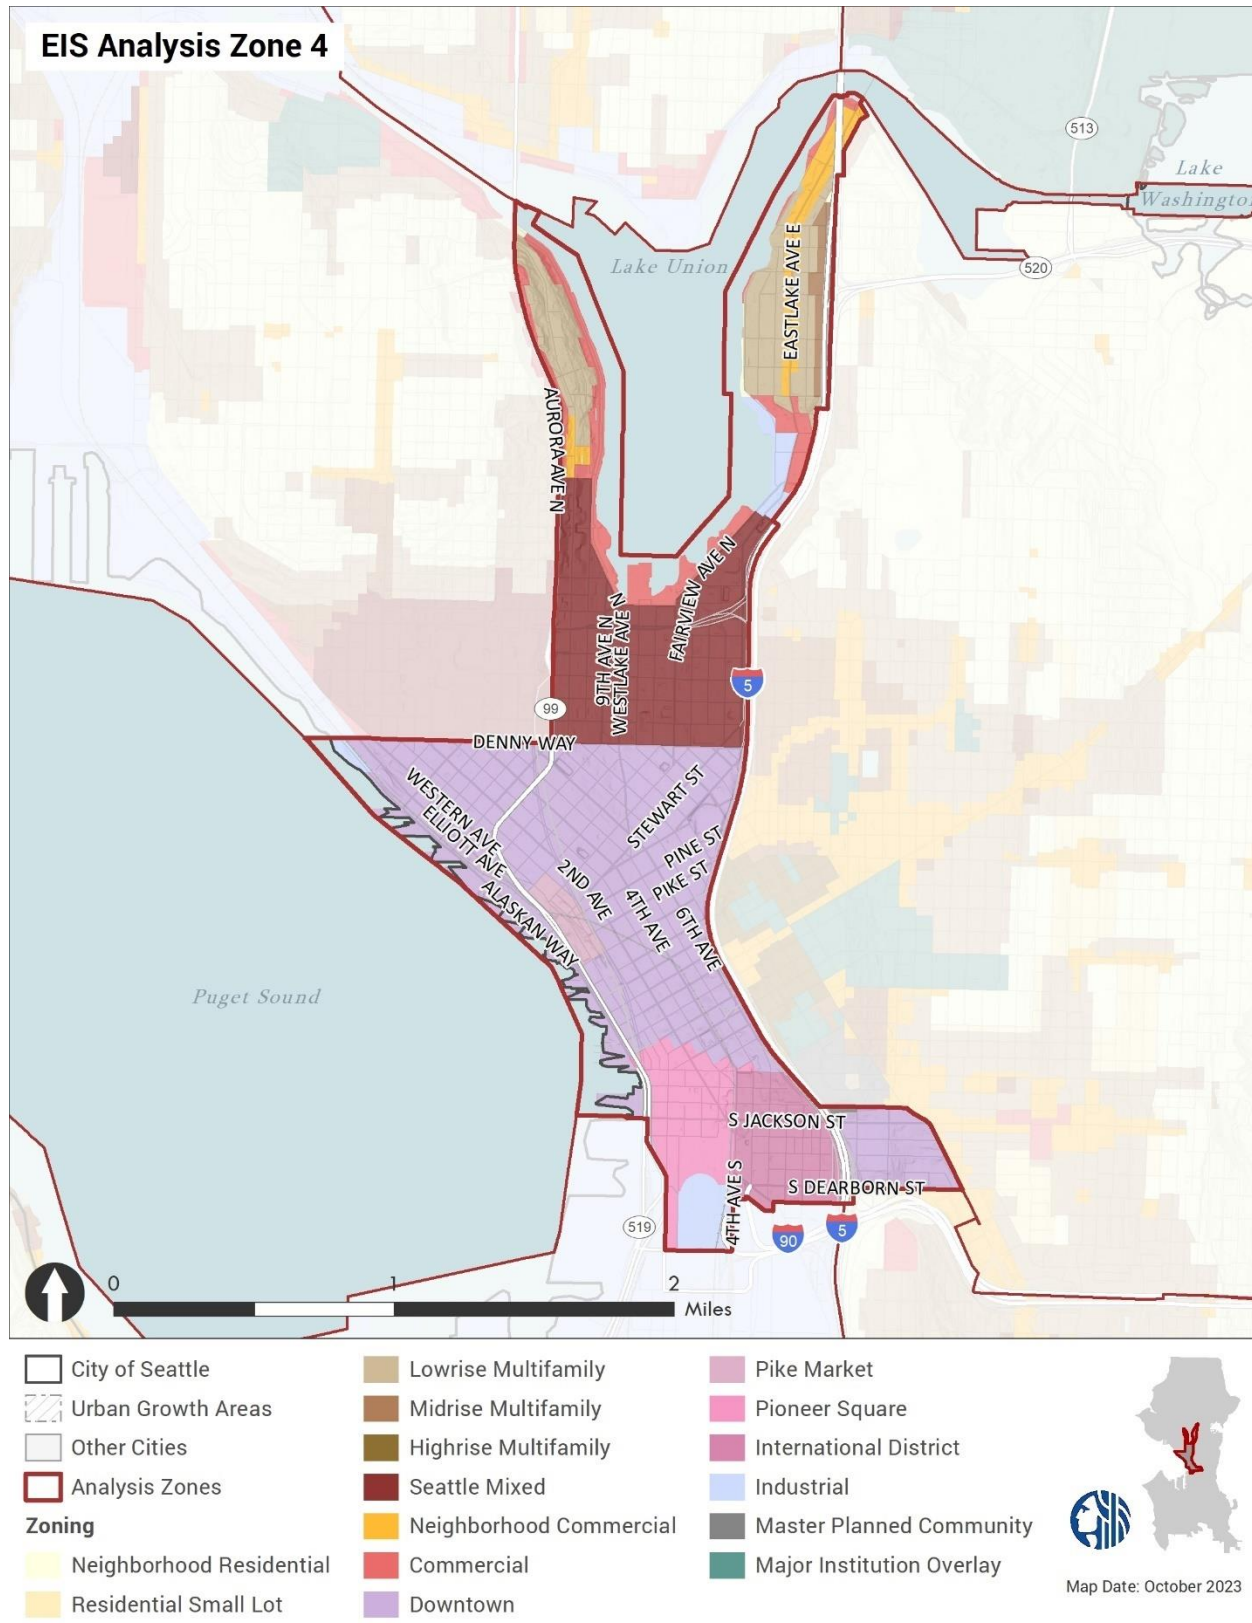 EIS Analysis Zone 4
513
Lake
Washington
Lake Union
520
EASTLAKE AVE E
AURORA AVE N
FAIRVIEW AVE N
9TH AVE N
WESTLAKE AVE N
5
99
DENNY WAY
WESTERN AVE
ELLIOTT AVE
STEWART ST
PINE ST
PIKE ST
2ND AVE
4TH AVE
6TH AVE
ALASKAN WAY
Puget Sound
S JACKSON ST
S DEARBORN ST
4TH AVE S
519
90
5
0 1 2
Miles
City of Seattle
Urban Growth Areas
Other Cities
Analysis Zones
Zoning
Neighborhood Residential
Residential Small Lot
Lowrise Multifamily
Midrise Multifamily
Highrise Multifamily
Seattle Mixed
Neighborhood Commercial
Commercial
Downtown
Pike Market
Pioneer Square
International District
Industrial
Master Planned Community
Major Institution Overlay
Map Date: October 2023